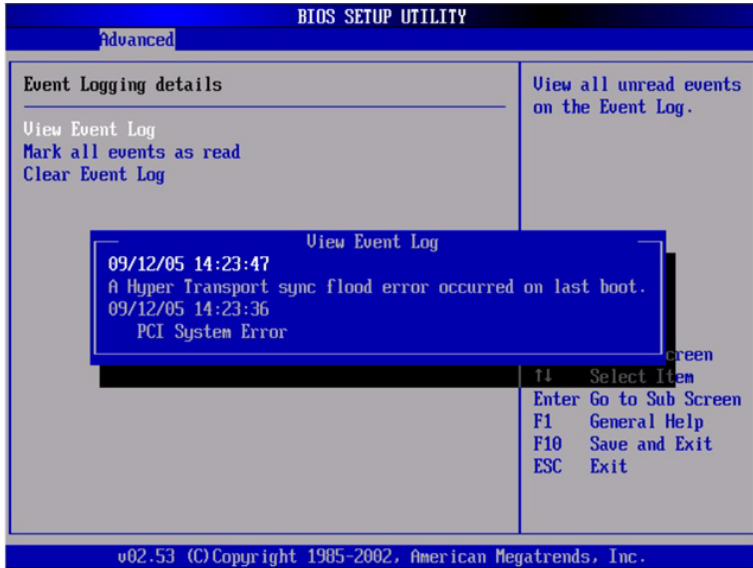 BIOS SETUP UTILITY
Advanced
Event Logging details
View Event Log
Mark all events as read
Clear Event Log
View all unread events
on the Event Log.
View Event Log
09/12/05 14:23:47
A Hyper Transport sync flood error occurred on last boot.
09/12/05 14:23:36
PCI System Error
creen
↑↓ Select Item
Enter Go to Sub Screen
F1 General Help
F10 Save and Exit
ESC Exit
v02.53 (C)Copyright 1985-2002, American Megatrends, Inc.